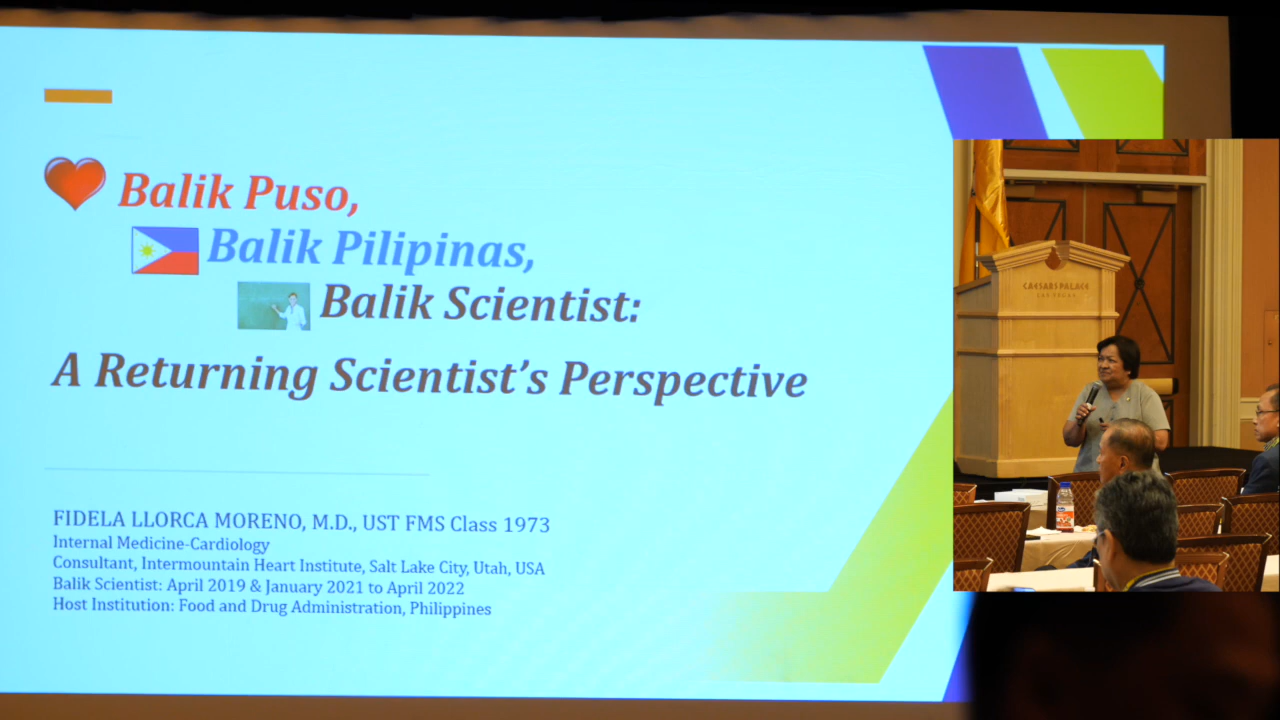 Balik Puso,
Balik Pilipinas,
Balik Scientist:
A Returning Scientist's Perspective
FIDELA LLORCA MORENO, M.D., UST FMS Class 1973
Internal Medicine-Cardiology
Consultant, Intermountain Heart Institute, Salt Lake City, Utah, USA
Balik Scientist: April 2019 & January 2021 to April 2022
Host Institution: Food and Drug Administration, Philippines
CAESARS PALACE
LAS VEGAS